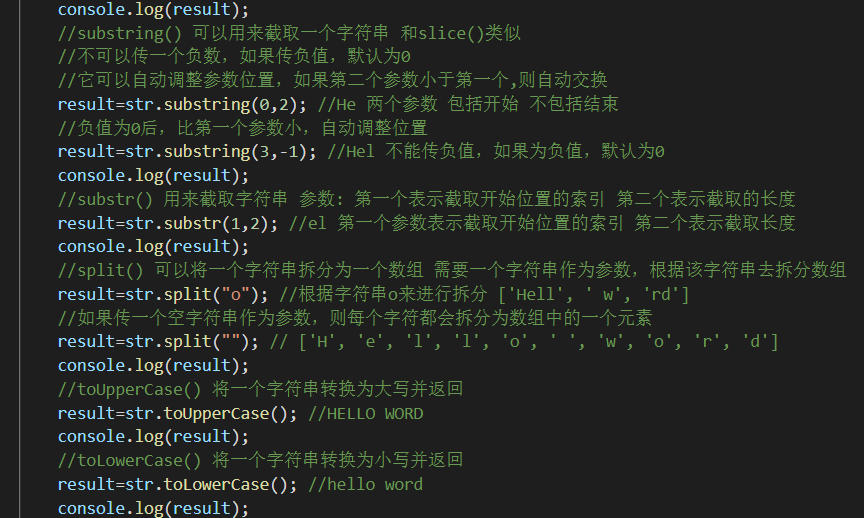 console.log(result);
//substring() 可以用来截取一个字符串 和slice()类似
//不可以传一个负数，如果传负值，默认为0
//它可以自动调整参数位置，如果第二个参数小于第一个,则自动交换
result=str.substring(0,2); //He 两个参数 包括开始 不包括结束
//负值为0后，比第一个参数小，自动调整位置
result=str.substring(3,-1); //Hel 不能传负值，如果为负值，默认为0
console.log(result);
//substr() 用来截取字符串 参数: 第一个表示截取开始位置的索引 第二个表示截取的长度
result=str.substr(1,2); //el 第一个参数表示截取开始位置的索引 第二个表示截取长度
console.log(result);
//split() 可以将一个字符串拆分为一个数组 需要一个字符串作为参数，根据该字符串去拆分数组
result=str.split("o"); //根据字符串o来进行拆分 ['Hell', ' w', 'rd']
//如果传一个空字符串作为参数，则每个字符都会拆分为数组中的一个元素
result=str.split(""); // ['H', 'e', 'l', 'l', 'o', ' ', 'w', 'o', 'r', 'd']
console.log(result);
//toUpperCase() 将一个字符串转换为大写并返回
result=str.toUpperCase(); //HELLO WORD
console.log(result);
//toLowerCase() 将一个字符串转换为小写并返回
result=str.toLowerCase(); //hello word
console.log(result);